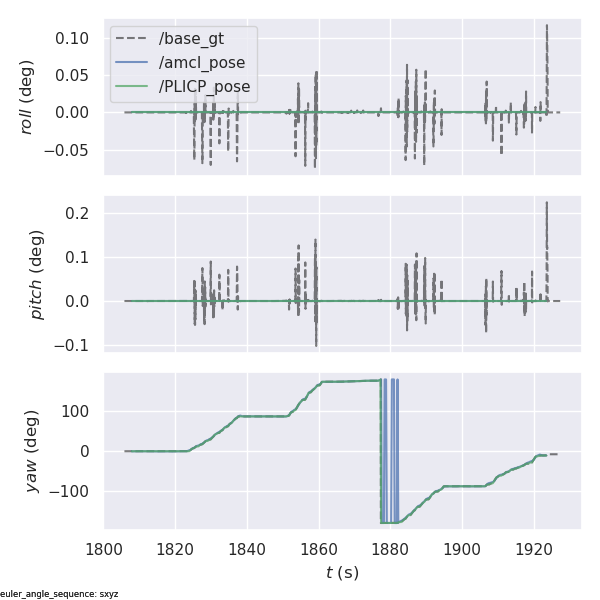 /base_gt
/amcl_pose
/PLICP_pose
roll (deg)
0.10
0.05
0.00
−0.05
pitch (deg)
0.2
0.1
0.0
−0.1
yaw (deg)
100
0
−100
1800 1820 1840 1860 1880 1900 1920
t (s)
euler_angle_sequence: sxyz